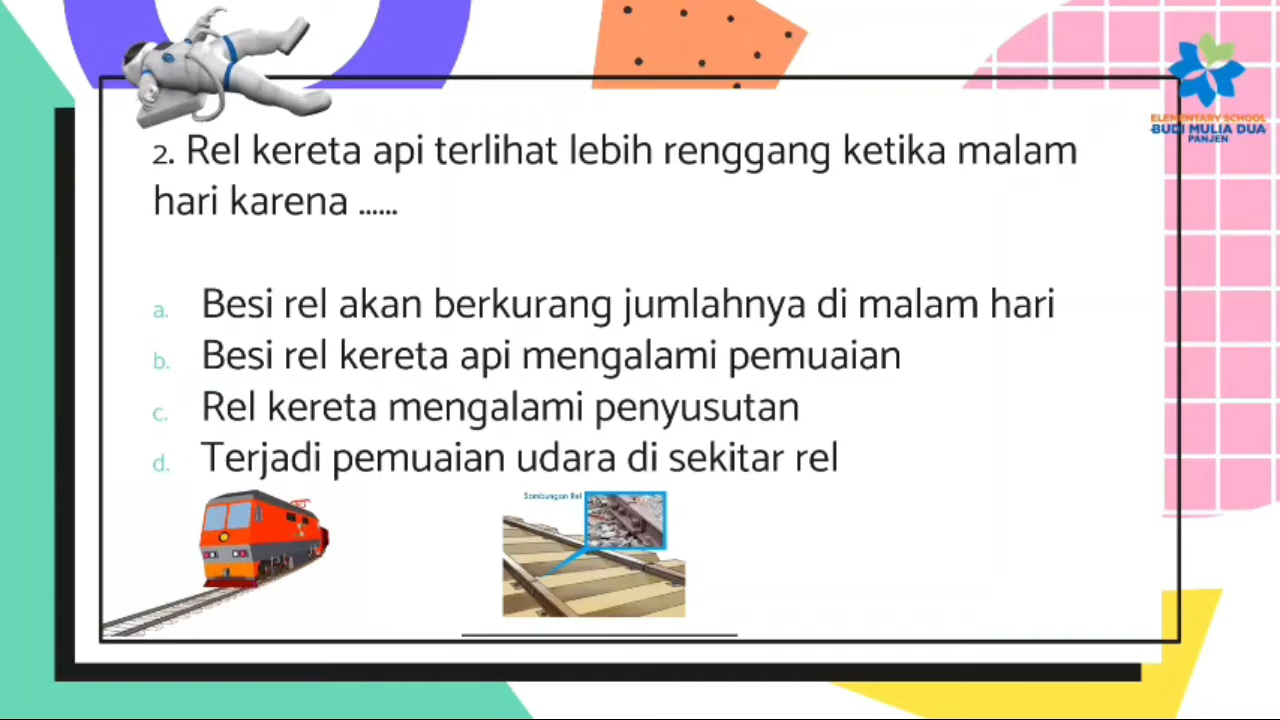 ELEMENTARY SCHOOL
BUDI MULIA DUA
PANJEN
2. Rel kereta api terlihat lebih renggang ketika malam
hari karena ......
a. Besi rel akan berkurang jumlahnya di malam hari
b. Besi rel kereta api mengalami pemuaian
c. Rel kereta mengalami penyusutan
d. Terjadi pemuaian udara di sekitar rel
Sambungan Rel